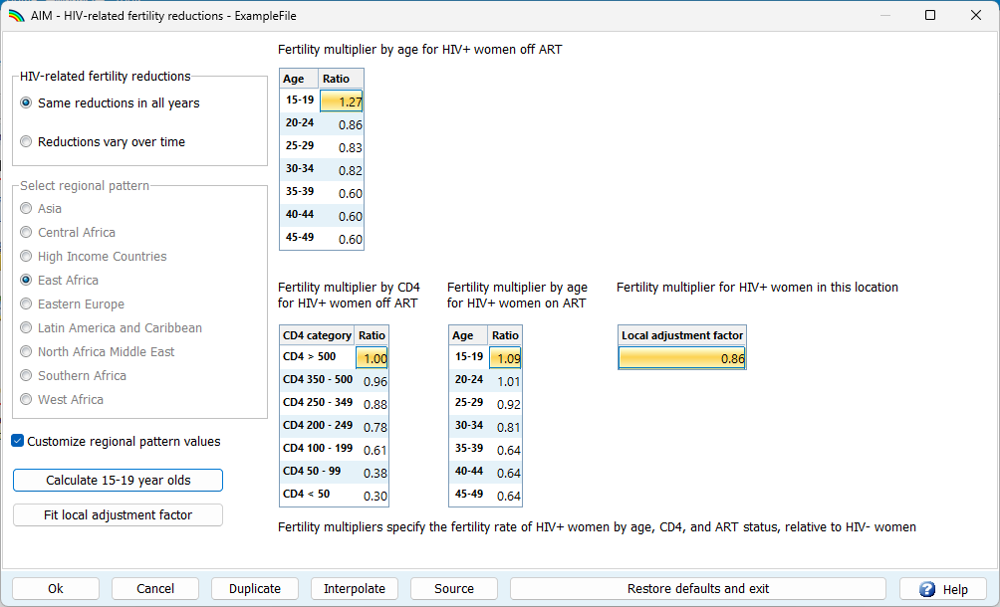 AIM - HIV-related fertility reductions - ExampleFile
HIV-related fertility reductions
Same reductions in all years
Reductions vary over time
Select regional pattern
Asia
Central Africa
High Income Countries
East Africa
Eastern Europe
Latin America and Caribbean
North Africa Middle East
Southern Africa
West Africa
Customize regional pattern values
Calculate 15-19 year olds
Fit local adjustment factor
Fertility multiplier by age for HIV+ women off ART
Age Ratio
15-19 1.27
20-24 0.86
25-29 0.83
30-34 0.82
35-39 0.60
40-44 0.60
45-49 0.60
Fertility multiplier by CD4
for HIV+ women off ART
CD4 category Ratio
CD4 > 500 1.00
CD4 350 - 500 0.96
CD4 250 - 349 0.88
CD4 200 - 249 0.78
CD4 100 - 199 0.61
CD4 50 - 99 0.38
CD4 < 50 0.30
Fertility multiplier by age
for HIV+ women on ART
Age Ratio
15-19 1.09
20-24 1.01
25-29 0.92
30-34 0.81
35-39 0.64
40-44 0.64
45-49 0.64
Fertility multiplier for HIV+ women in this location
Local adjustment factor
0.86
Fertility multipliers specify the fertility rate of HIV+ women by age, CD4, and ART status, relative to HIV- women
Ok Cancel Duplicate Interpolate Source Restore defaults and exit Help